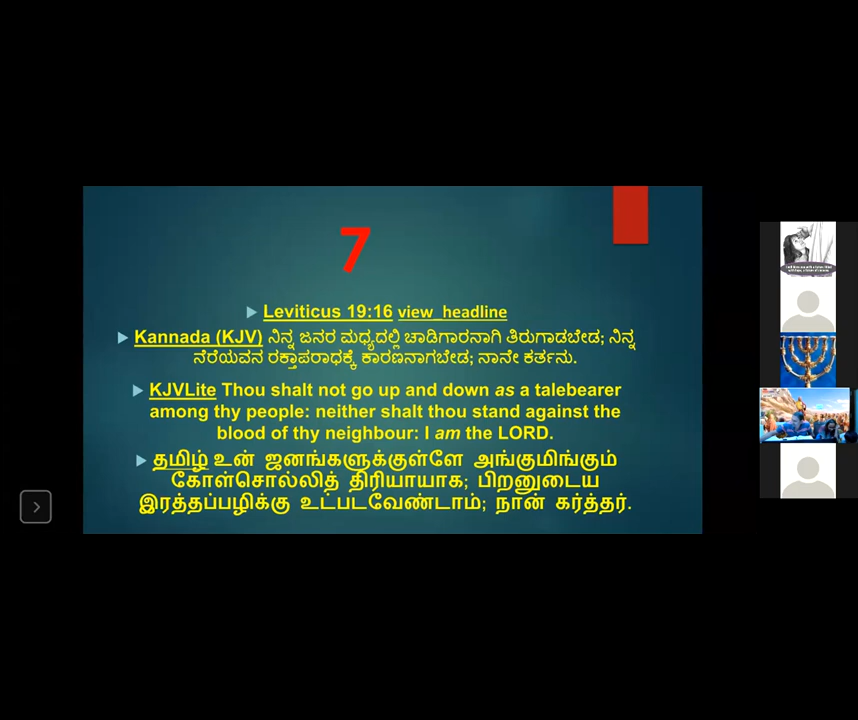 7
Leviticus 19:16 view_headline
Kannada (KJV) ನಿನ್ನ ಜನರ ಮಧ್ಯದಲ್ಲಿ ಚಾಡಿಗಾರನಾಗಿ ತಿರುಗಾಡಬೇಡ; ನಿನ್ನ
ನೆರೆಯವನ ರಕ್ತಾಪರಾಧಕ್ಕೆ ಕಾರಣನಾಗಬೇಡ; ನಾನೇ ಕರ್ತನು.
KJVLite Thou shalt not go up and down as a talebearer
among thy people: neither shalt thou stand against the
blood of thy neighbour: I am the LORD.
தமிழ் உன் ஜனங்களுக்குள்ளே அங்குமிங்கும்
கோள்சொல்லித் திரியாயாக; பிறனுடைய
இரத்தப்பழிக்கு உட்படவேண்டாம்; நான் கர்த்தர்.